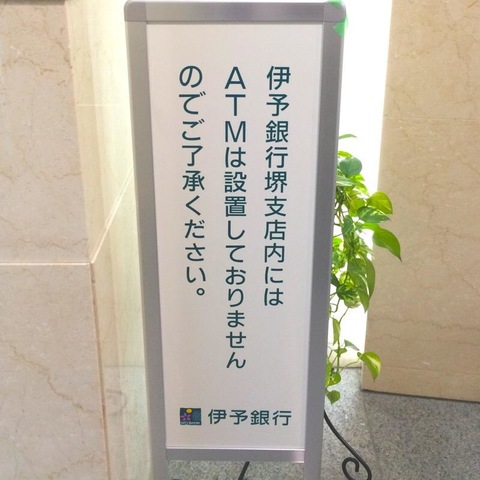 伊予銀行堺支店内には
ATMは設置しておりません
のでご了承ください。
伊予銀行